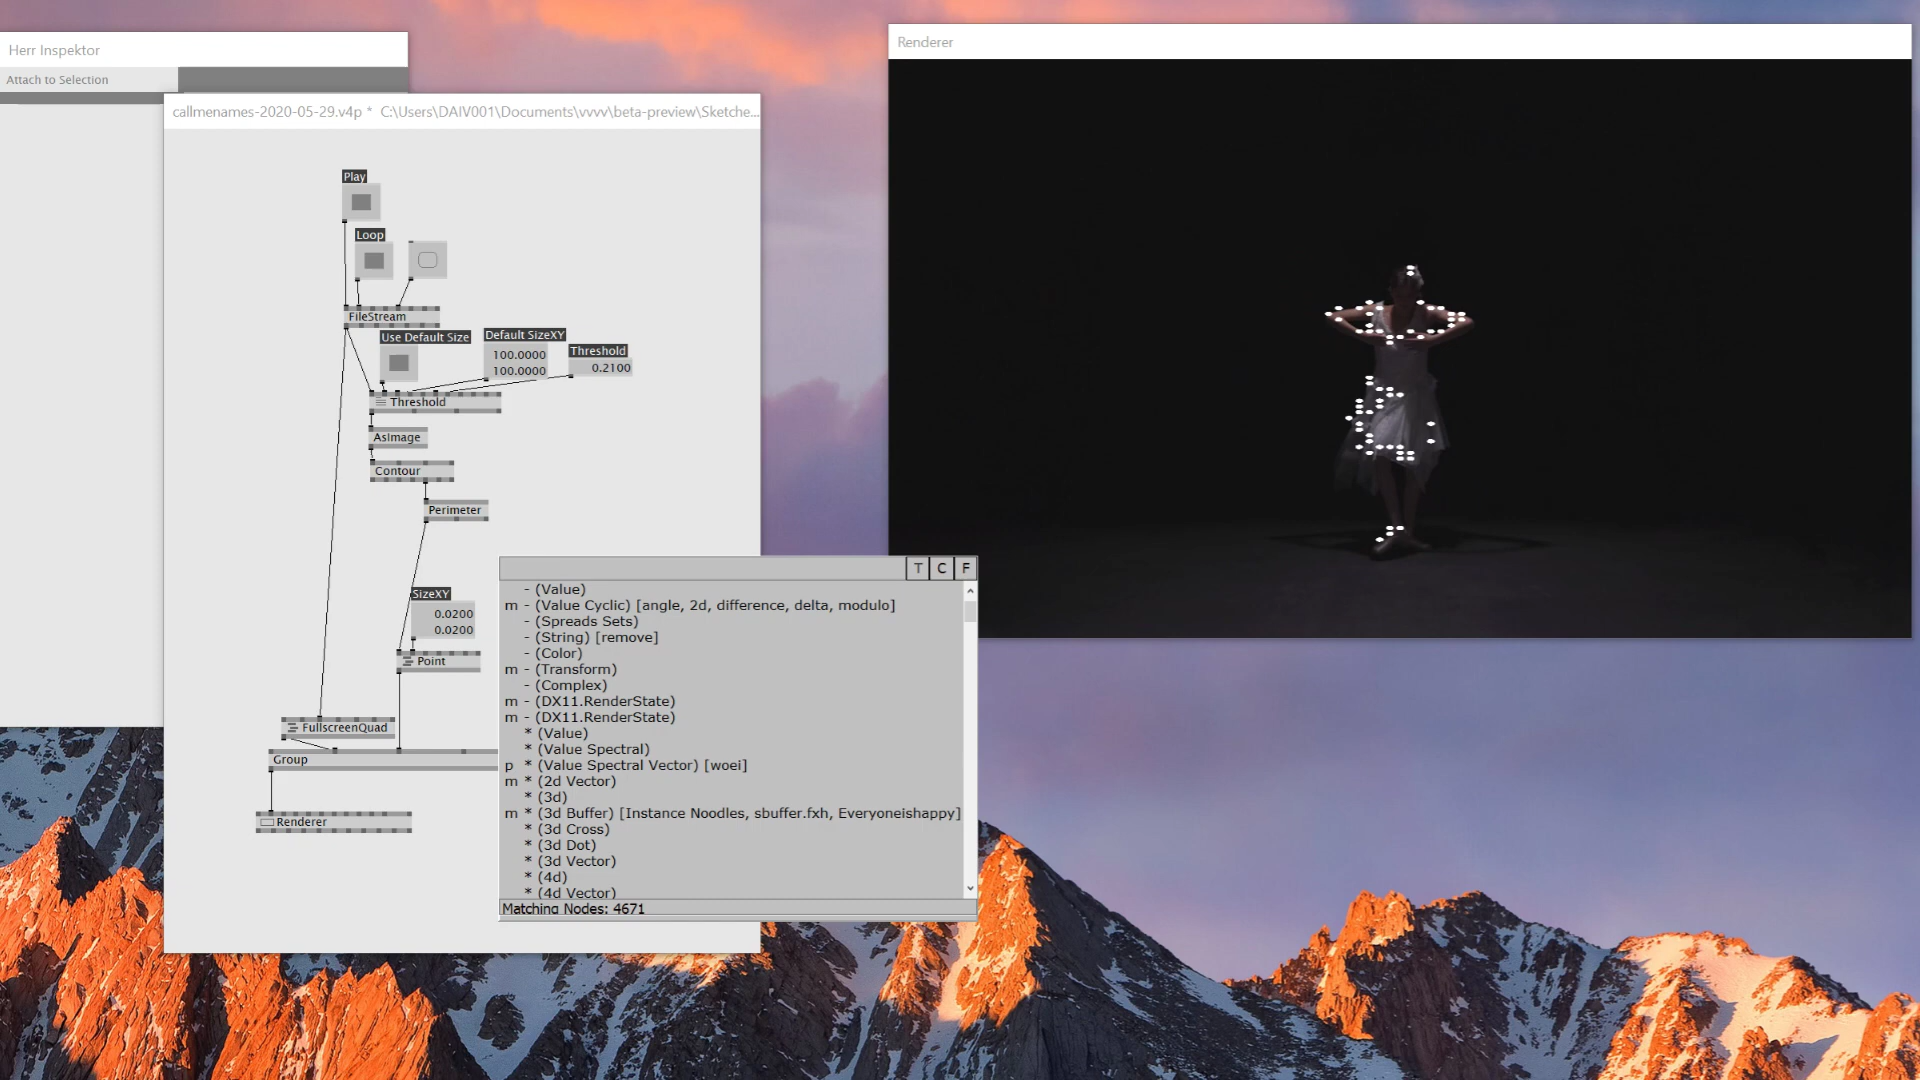 Herr Inspektor
Attach to Selection
callmenames-2020-05-29.v4p * C:\Users\DAIV001\Documents\vvvv\beta-preview\Sketche...
Play
Loop
FileStream
Use Default Size
Default SizeXY
100.0000
100.0000
Threshold
0.2100
Threshold
AsImage
Contour
Perimeter
SizeXY
0.0200
0.0200
Point
FullscreenQuad
Group
Renderer
T C F
- (Value)
m - (Value Cyclic) [angle, 2d, difference, delta, modulo]
- (Spreads Sets)
- (String) [remove]
- (Color)
m - (Transform)
- (Complex)
m - (DX11.RenderState)
m - (DX11.RenderState)
* (Value)
* (Value Spectral)
p * (Value Spectral Vector) [woei]
m * (2d Vector)
* (3d)
m * (3d Buffer) [Instance Noodles, sbuffer.fxh, Everyoneishappy]
* (3d Cross)
* (3d Dot)
* (3d Vector)
* (4d)
* (4d Vector)
Matching Nodes: 4671
Renderer